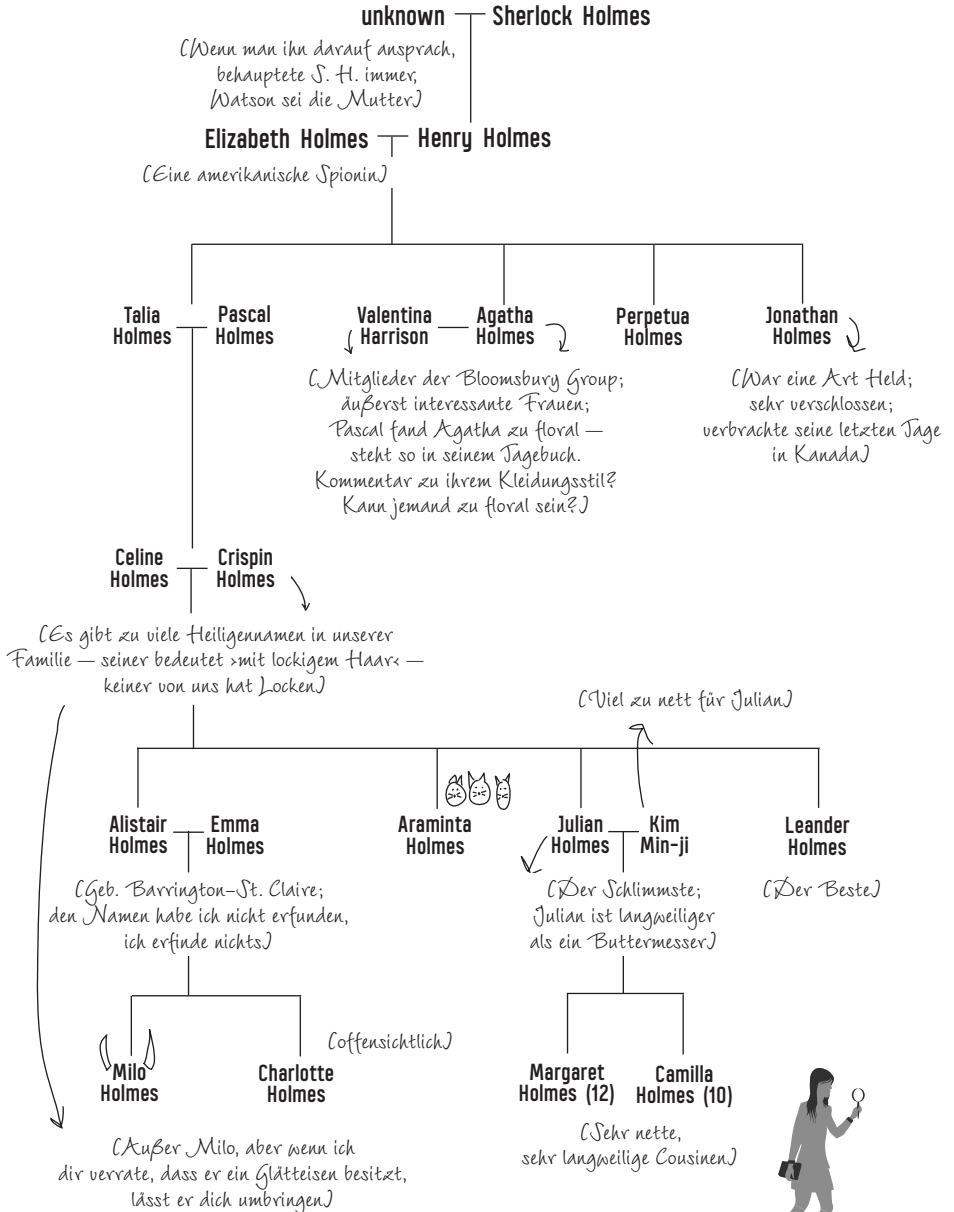 unknown Sherlock Holmes
(Wenn man ihn darauf ansprach,
behauptete S. H. immer,
Watson sei die Mutter)
Elizabeth Holmes Henry Holmes
(Eine amerikanische Spionin)
Talia
Holmes
Pascal
Holmes
Valentina
Harrison
Agatha
Holmes
Perpetua
Holmes
Jonathan
Holmes
(Mitglieder der Bloomsbury Group;
äußerst interessante Frauen;
Pascal fand Agatha zu floral —
steht so in seinem Tagebuch.
Kommentar zu ihrem Kleidungsstil?
Kann jemand zu floral sein?)
(War eine Art Held;
sehr verschlossen;
verbrachte seine letzten Tage
in Kanada)
Celine
Holmes
Crispin
Holmes
(Es gibt zu viele Heiligennamen in unserer
Familie — seiner bedeutet ›mit lockigem Haar‹ —
keiner von uns hat Locken)
(Viel zu nett für Julian)
Alistair
Holmes
Emma
Holmes
Araminta
Holmes
Julian
Holmes
Kim
Min-ji
Leander
Holmes
(Geb. Barrington-St. Claire;
den Namen habe ich nicht erfunden,
ich erfinde nichts)
(Der Schlimmste;
Julian ist langweiliger
als ein Buttermesser)
(Der Beste)
Milo
Holmes
Charlotte
Holmes
(offensichtlich)
Margaret
Holmes (12)
Camilla
Holmes (10)
(Außer Milo, aber wenn ich
dir verrate, dass er ein Glätteisen besitzt,
lässt er dich umbringen)
(Sehr nette,
sehr langweilige Cousinen)